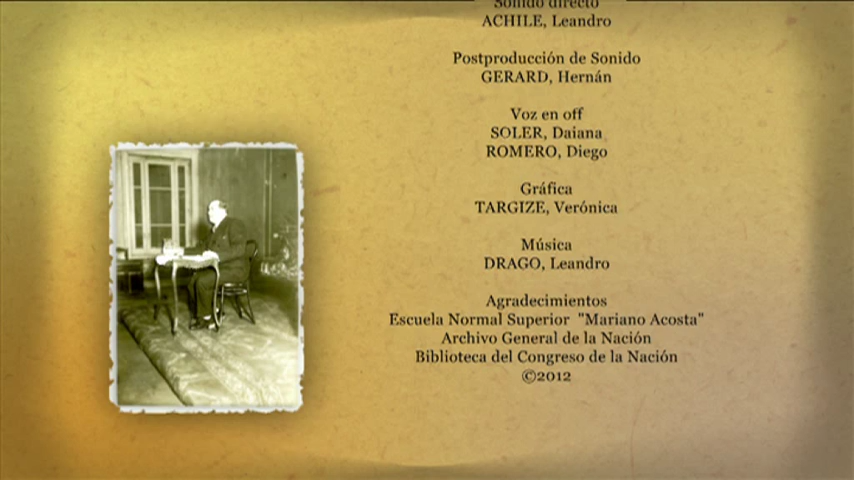 Sonido directo
ACHILE, Leandro
Postproducción de Sonido
GERARD, Hernán
Voz en off
SOLER, Daiana
ROMERO, Diego
Gráfica
TARGIZE, Verónica
Música
DRAGO, Leandro
Agradecimientos
Escuela Normal Superior "Mariano Acosta"
Archivo General de la Nación
Biblioteca del Congreso de la Nación
©2012